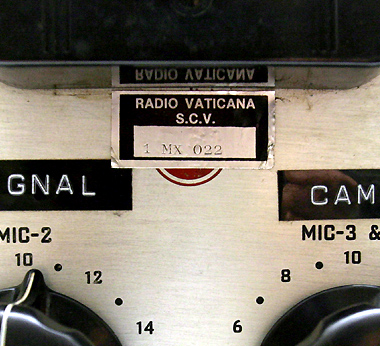 RADIO VATICANA
RADIO VATICANA
S.C.V.
1 MX 022
GNAL
CAM
MIC-2
MIC-3 &
10
12
14
6
8
10